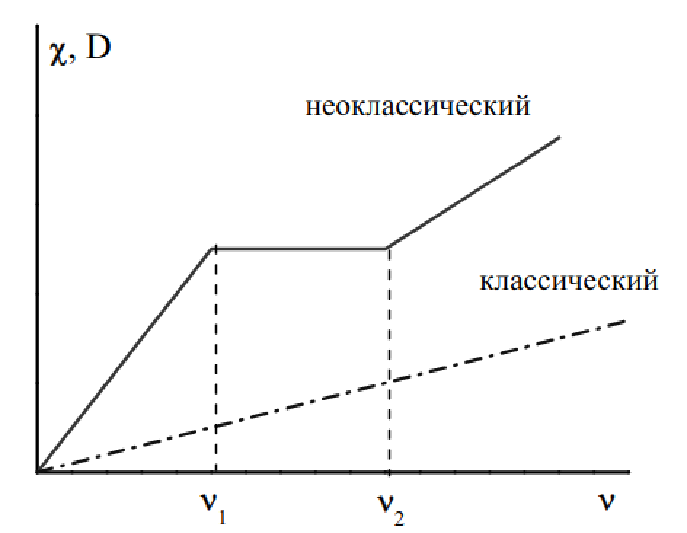 χ, D
неоклассический
классический
ν₁
ν₂
ν